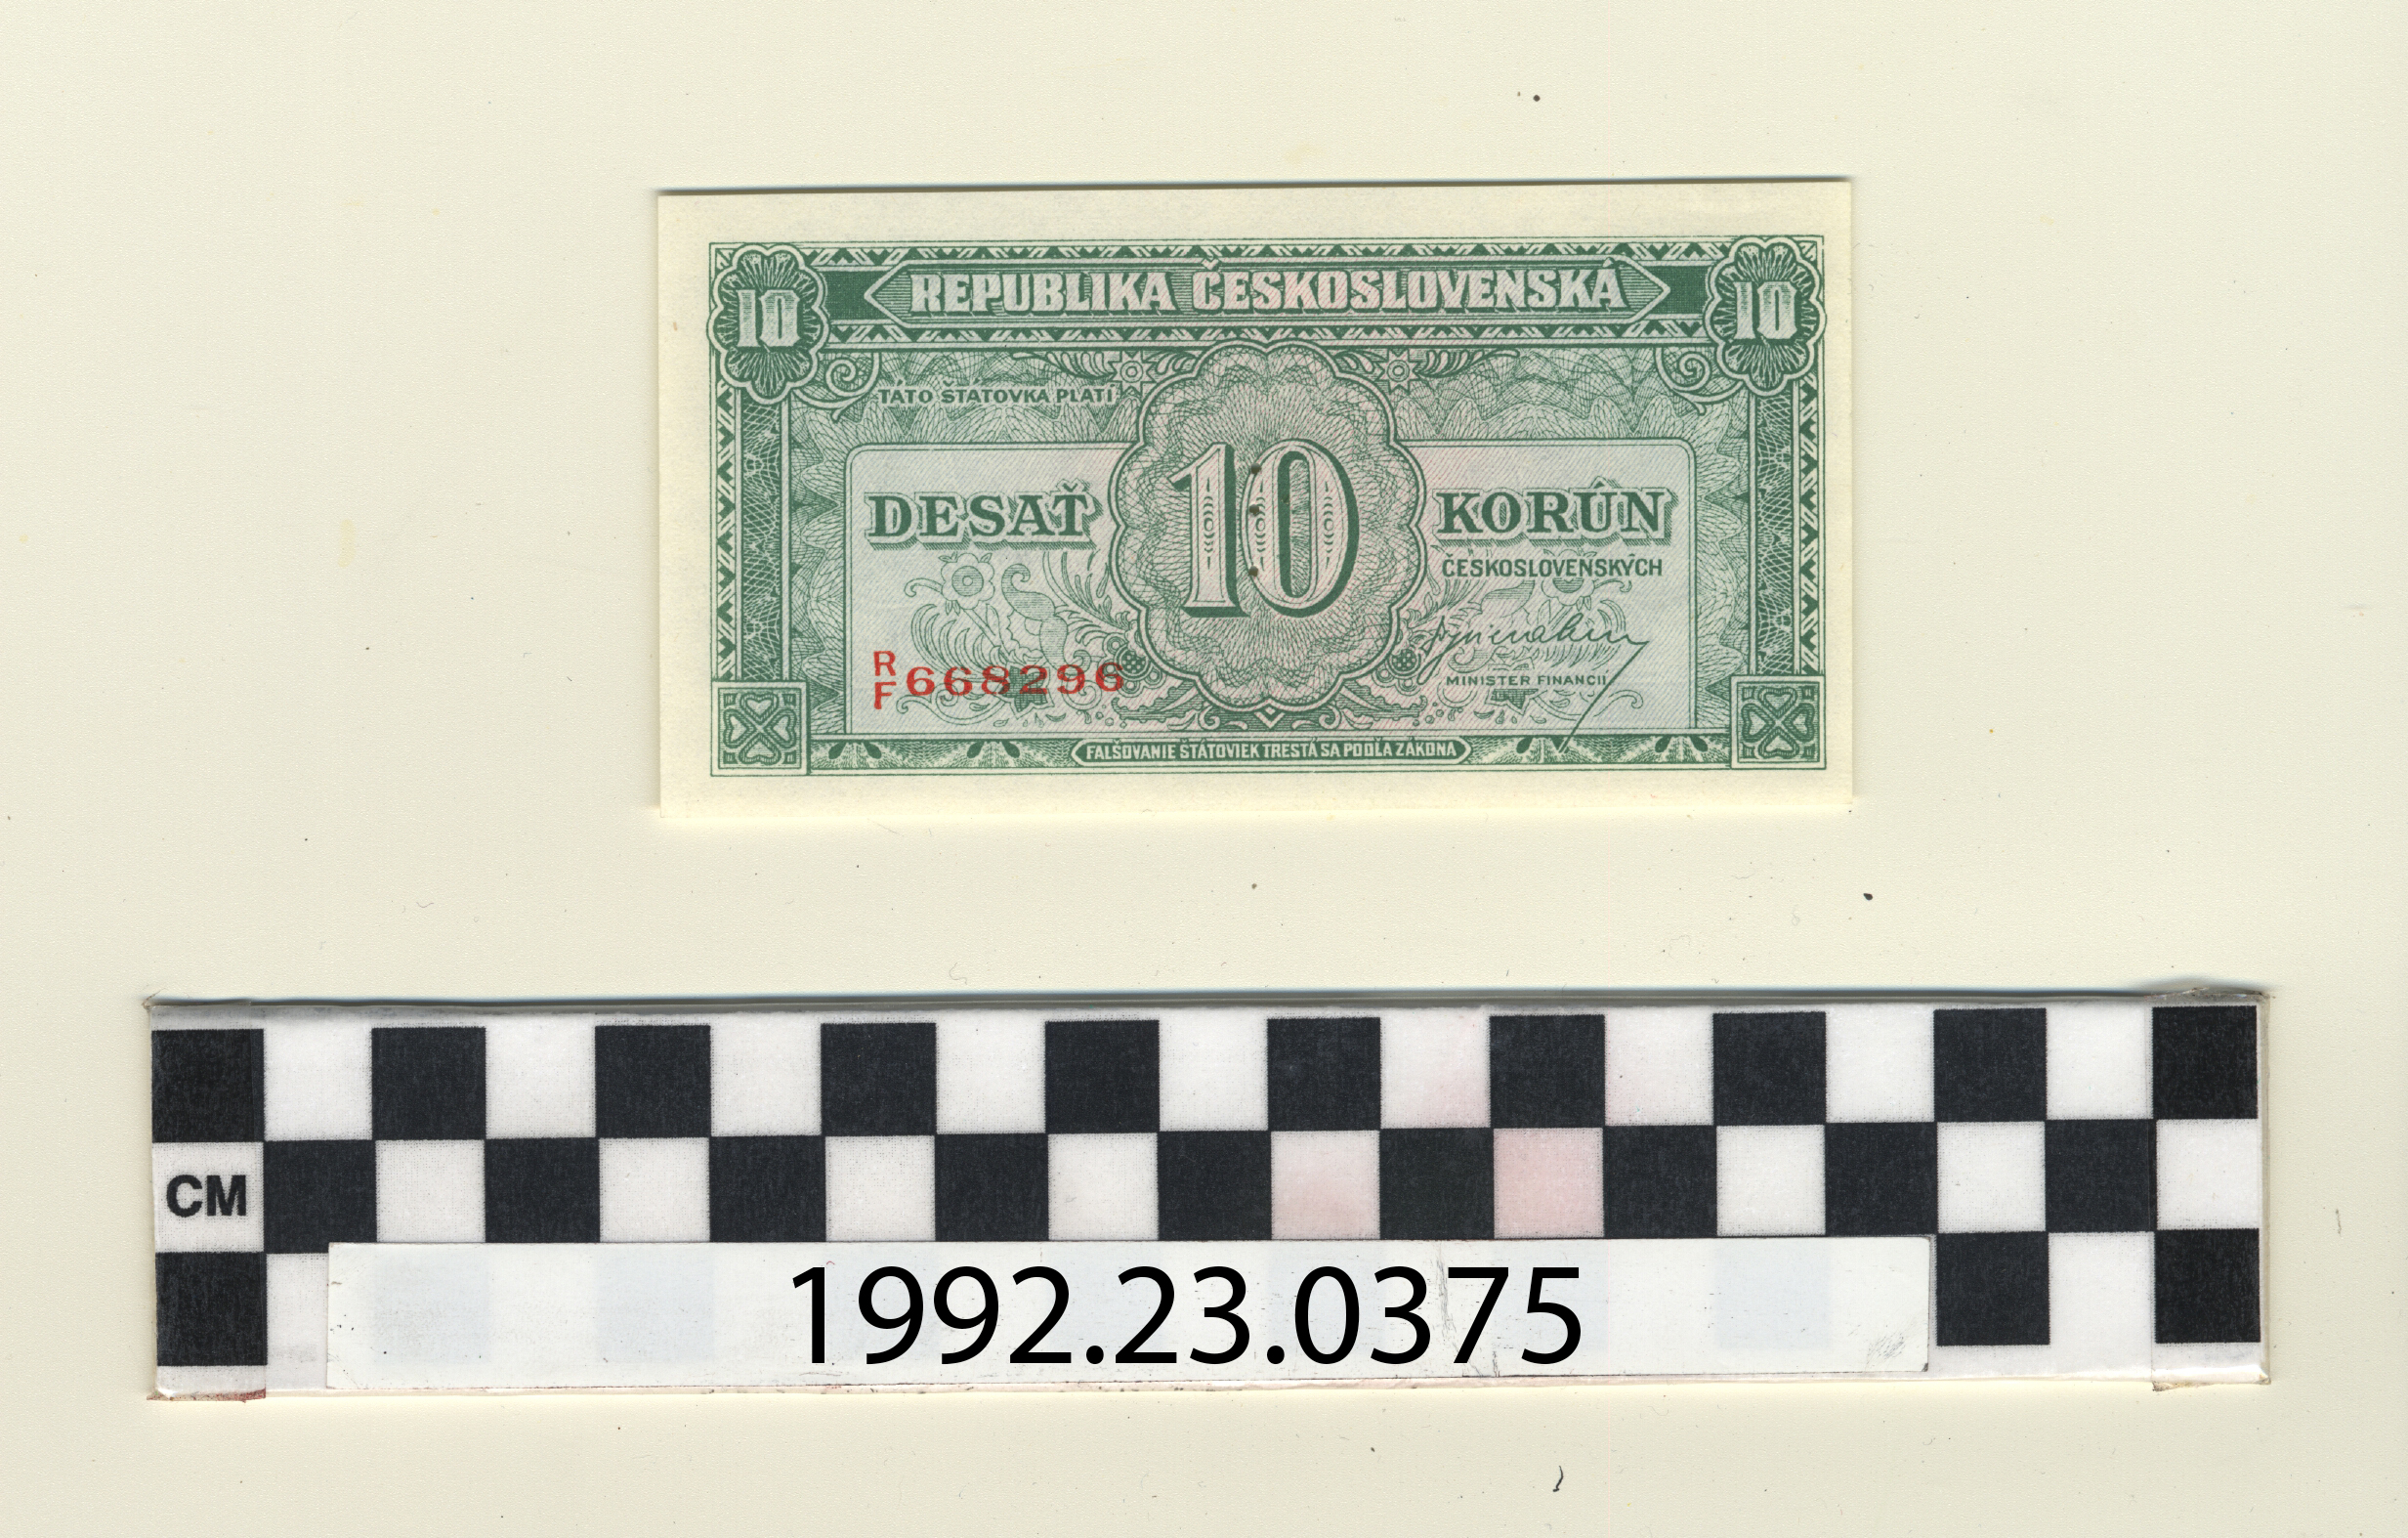 REPUBLIKA ČESKOSLOVENSKÁ
10 10
TÁTO ŠTÁTOVKA PLATÍ
DESAŤ 10 KORÚN
ČESKOSLOVENSKÝCH
R/F 668296
MINISTER FINANCIÍ
FALŠOVANIE ŠTÁTOVIEK TRESTÁ SA PODĽA ZÁKONA
CM
1992.23.0375